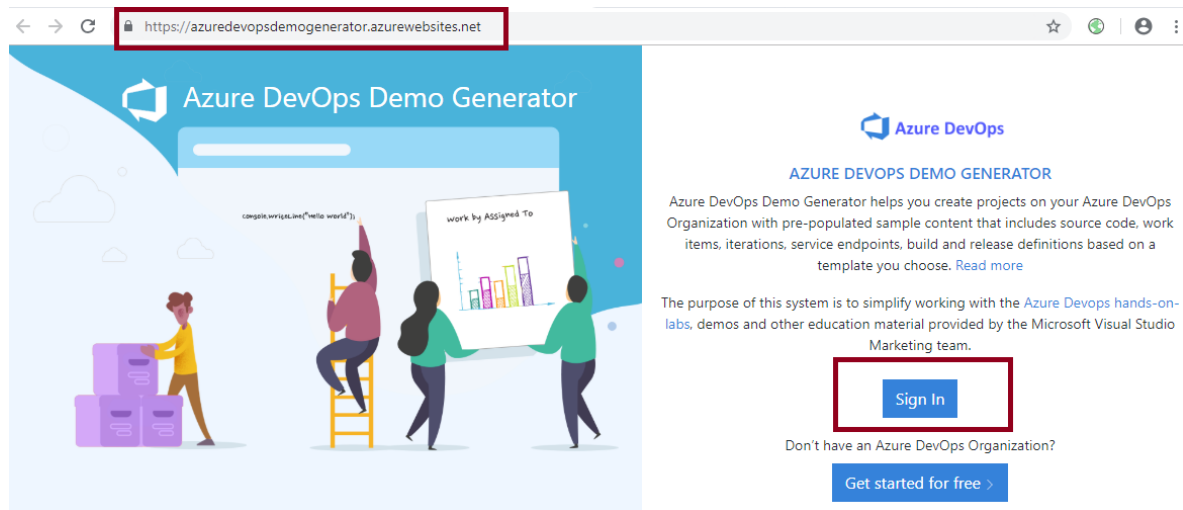 https://azuredevopsdemogenerator.azurewebsites.net
Azure DevOps Demo Generator
console.writeLine("hello world");
work by Assigned To
Azure DevOps
AZURE DEVOPS DEMO GENERATOR
Azure DevOps Demo Generator helps you create projects on your Azure DevOps
Organization with pre-populated sample content that includes source code, work
items, iterations, service endpoints, build and release definitions based on a
template you choose. Read more
The purpose of this system is to simplify working with the Azure Devops hands-on-
labs, demos and other education material provided by the Microsoft Visual Studio
Marketing team.
Sign In
Don't have an Azure DevOps Organization?
Get started for free >